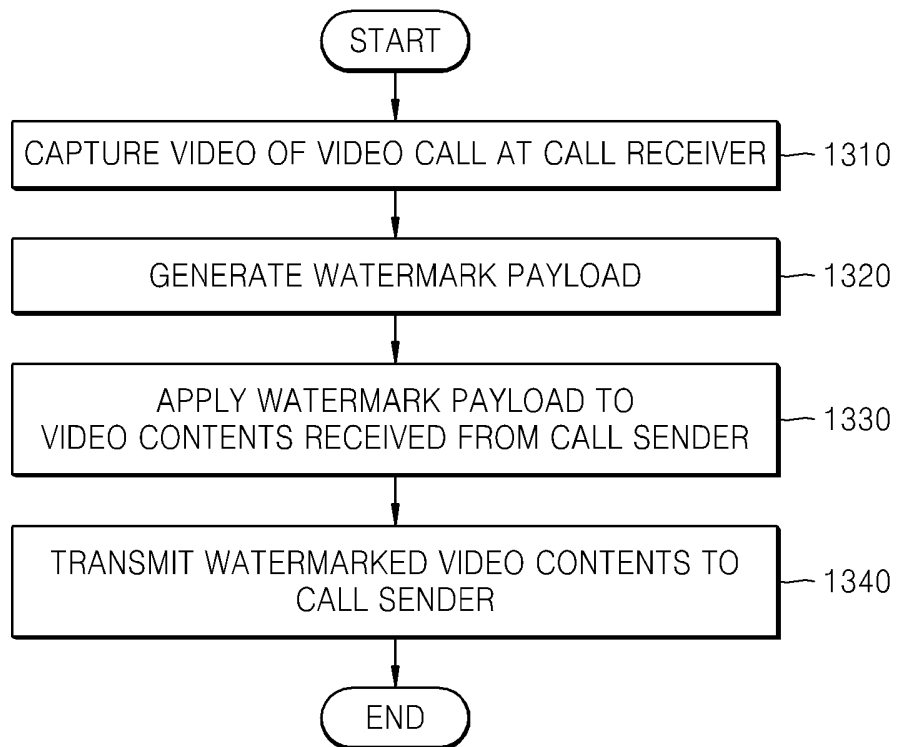 START
CAPTURE VIDEO OF VIDEO CALL AT CALL RECEIVER
1310
GENERATE WATERMARK PAYLOAD
1320
APPLY WATERMARK PAYLOAD TO
VIDEO CONTENTS RECEIVED FROM CALL SENDER
1330
TRANSMIT WATERMARKED VIDEO CONTENTS TO
CALL SENDER
1340
END